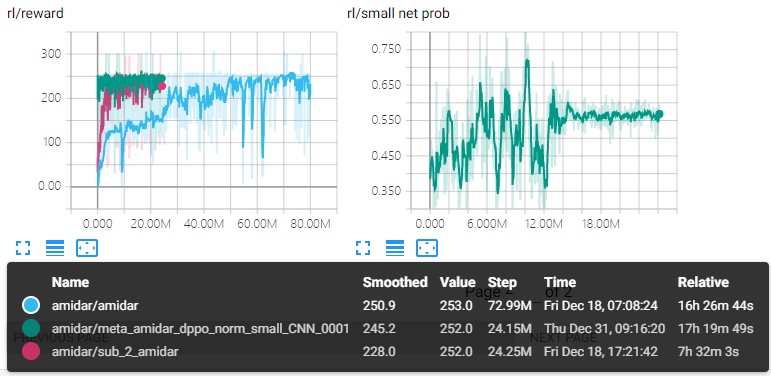 rl/reward
300
200
100
0.00
0.000 20.00M 40.00M 60.00M 80.00M
rl/small net prob
0.750
0.650
0.550
0.450
0.350
0.000 6.000M 12.00M 18.00M
Name Smoothed Value Step Time Relative
amidar/amidar 250.9 253.0 72.99M Fri Dec 18, 07:08:24 16h 26m 44s
amidar/meta_amidar_dppo_norm_small_CNN_0001 245.2 252.0 24.15M Thu Dec 31, 09:16:20 17h 19m 49s
amidar/sub_2_amidar 228.0 252.0 24.25M Fri Dec 18, 17:21:42 7h 32m 3s
Page 2 of 2
PREVIOUS PAGE
NEXT PAGE